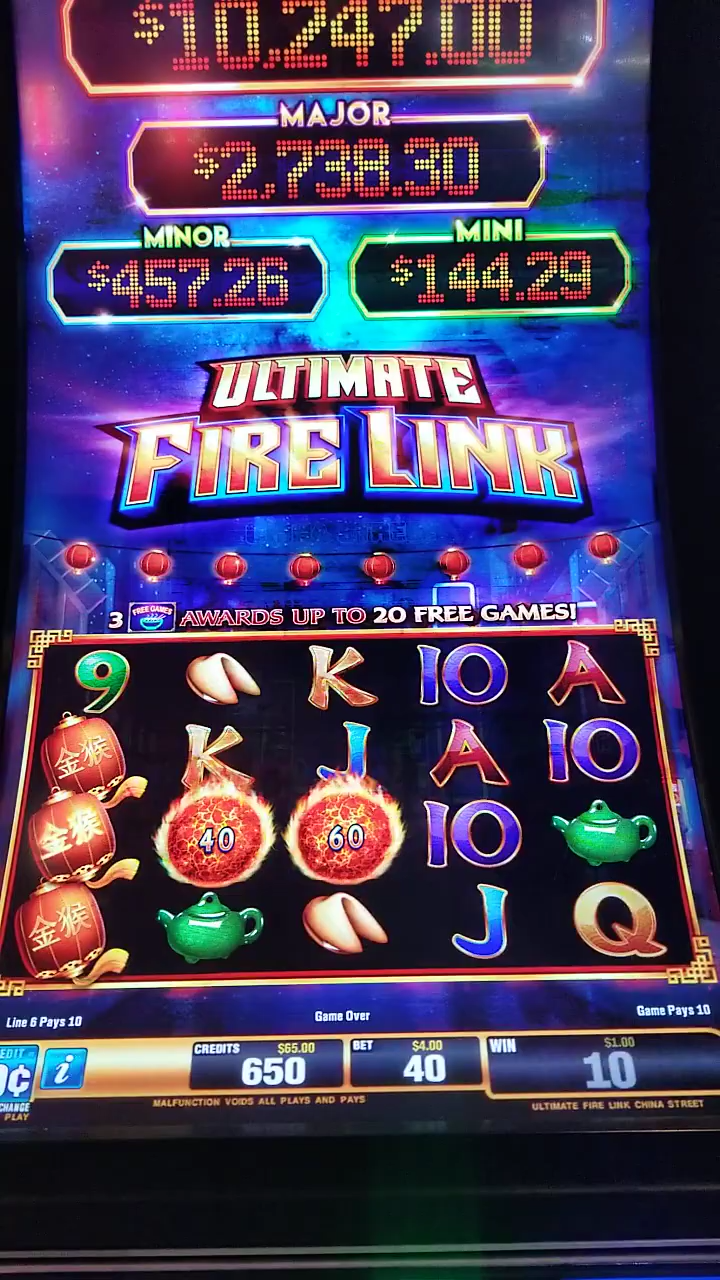 $10,247.00
MAJOR
$2,738.30
MINOR
MINI
$457.26
$144.29
ULTIMATE
FIRE LINK
3 FREE GAMES AWARDS UP TO 20 FREE GAMES!
9 K 10 A
金猴 K J A 10
金猴 40 60 10
金猴 J Q
Line 6 Pays 10
Game Over
Game Pays 10
CREDITS $65.00
650
BET $4.00
40
WIN $1.00
10
¢
CHANGE
PLAY
i
MALFUNCTION VOIDS ALL PLAYS AND PAYS
ULTIMATE FIRE LINK CHINA STREET